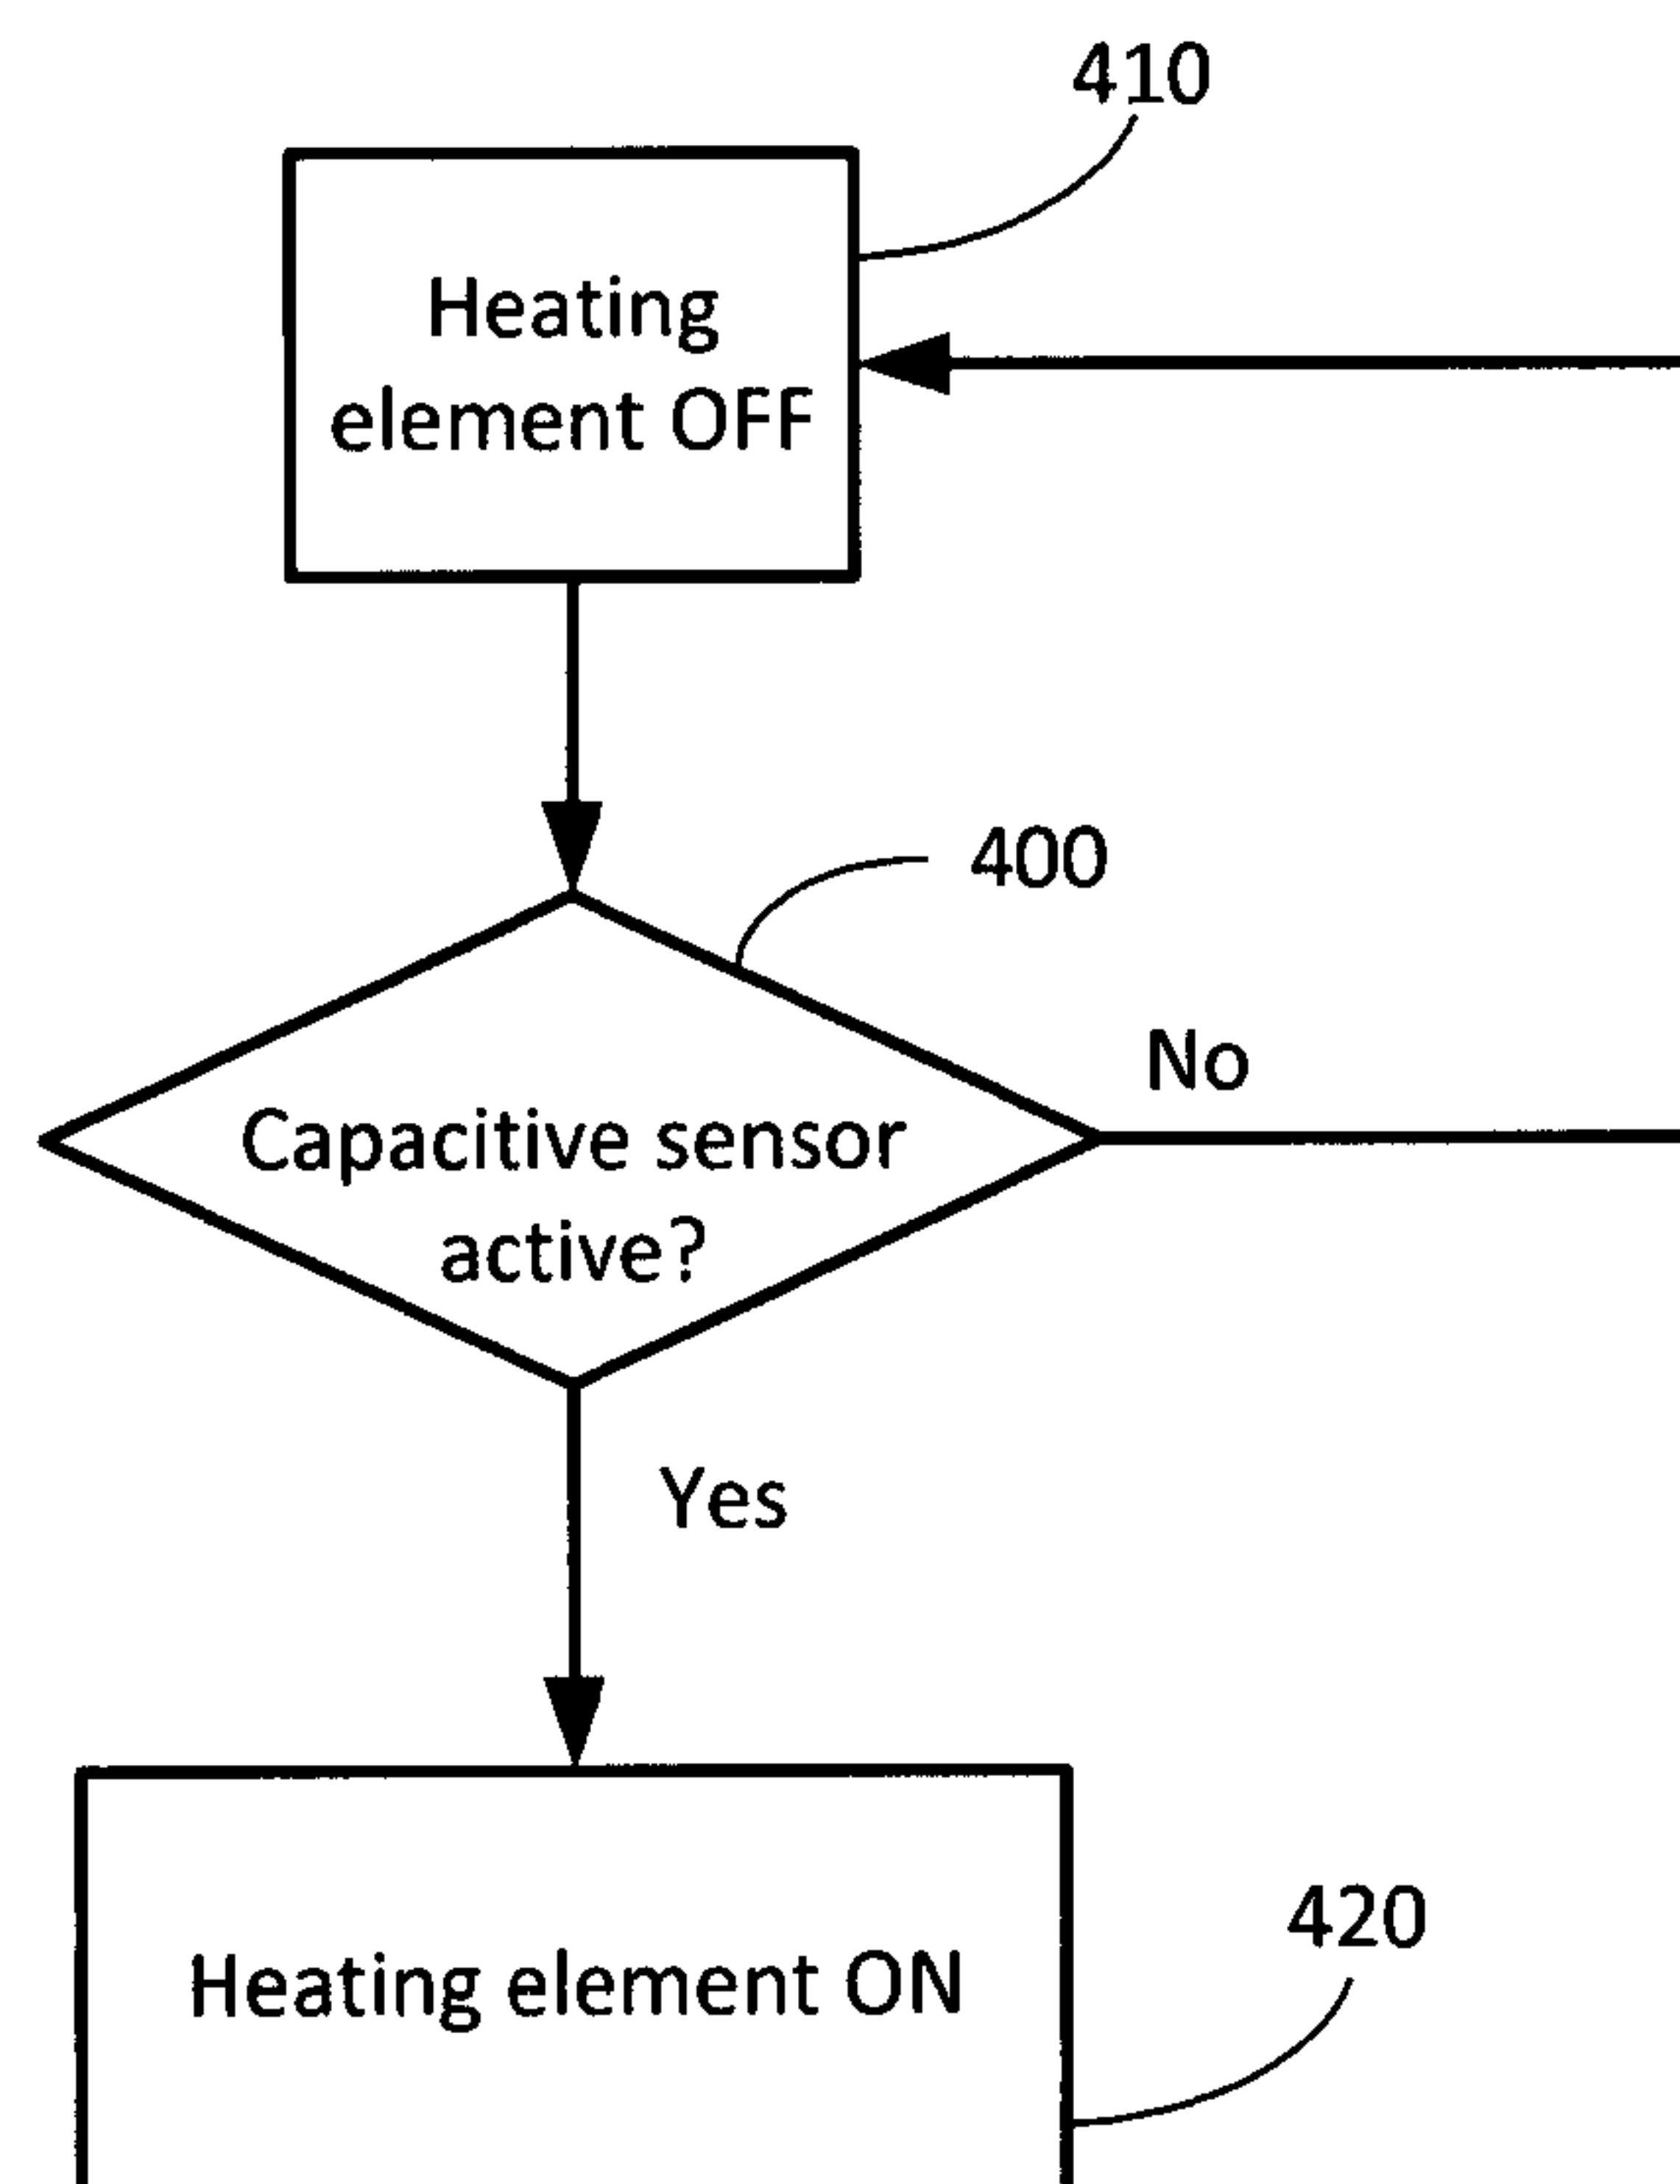 410
Heating
element OFF
400
No
Capacitive sensor
active?
Yes
420
Heating element ON